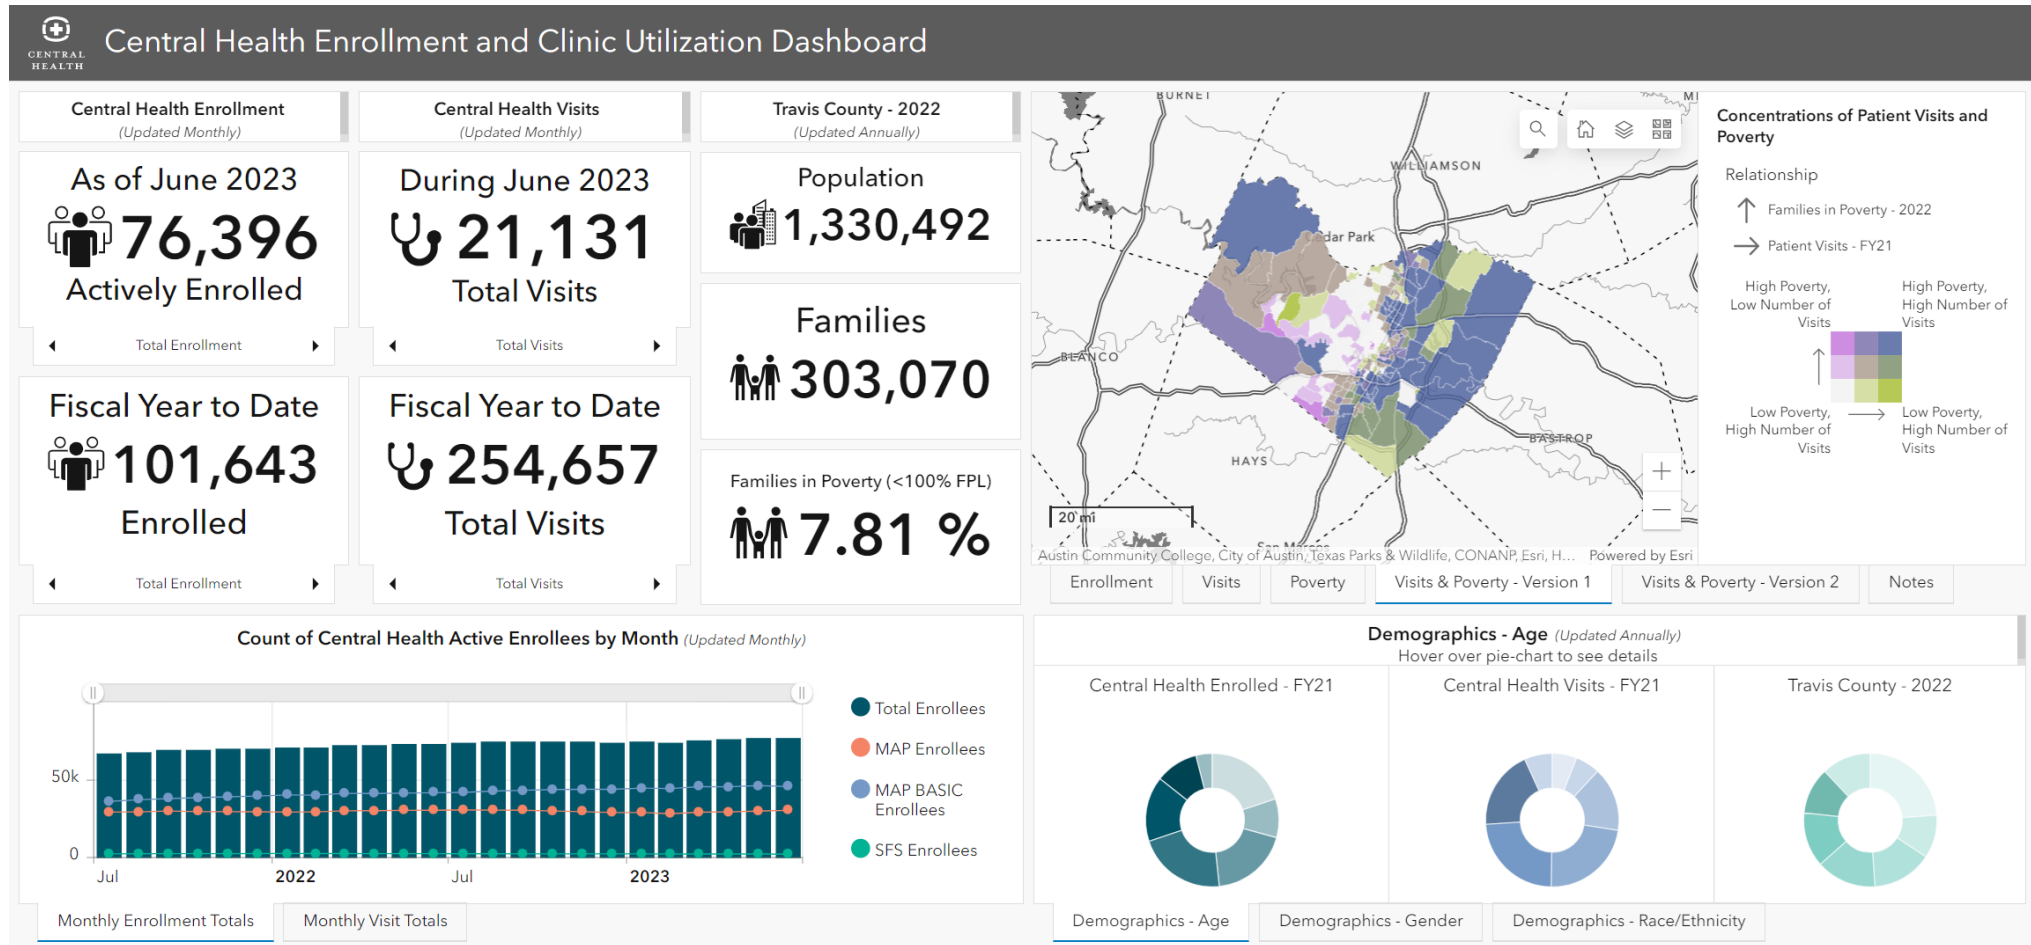 CENTRAL
HEALTH
Central Health Enrollment and Clinic Utilization Dashboard
Central Health Enrollment
(Updated Monthly)
As of June 2023
76,396
Actively Enrolled
Total Enrollment
Fiscal Year to Date
101,643
Enrolled
Total Enrollment
Central Health Visits
(Updated Monthly)
During June 2023
21,131
Total Visits
Total Visits
Fiscal Year to Date
254,657
Total Visits
Total Visits
Travis County - 2022
(Updated Annually)
Population
1,330,492
Families
303,070
Families in Poverty (<100% FPL)
7.81 %
BURNET
WILLIAMSON
Cedar Park
BLANCO
BASTROP
HAYS
San Marcos
20 mi
Austin Community College, City of Austin, Texas Parks & Wildlife, CONANP, Esri, H...
Powered by Esri
Concentrations of Patient Visits and
Poverty
Relationship
Families in Poverty - 2022
Patient Visits - FY21
High Poverty,
Low Number of
Visits
High Poverty,
High Number of
Visits
Low Poverty,
High Number of
Visits
Low Poverty,
High Number of
Visits
Enrollment
Visits
Poverty
Visits & Poverty - Version 1
Visits & Poverty - Version 2
Notes
Count of Central Health Active Enrollees by Month (Updated Monthly)
50k
0
Jul
2022
Jul
2023
Total Enrollees
MAP Enrollees
MAP BASIC
Enrollees
SFS Enrollees
Monthly Enrollment Totals
Monthly Visit Totals
Demographics - Age (Updated Annually)
Hover over pie-chart to see details
Central Health Enrolled - FY21
Central Health Visits - FY21
Travis County - 2022
Demographics - Age
Demographics - Gender
Demographics - Race/Ethnicity